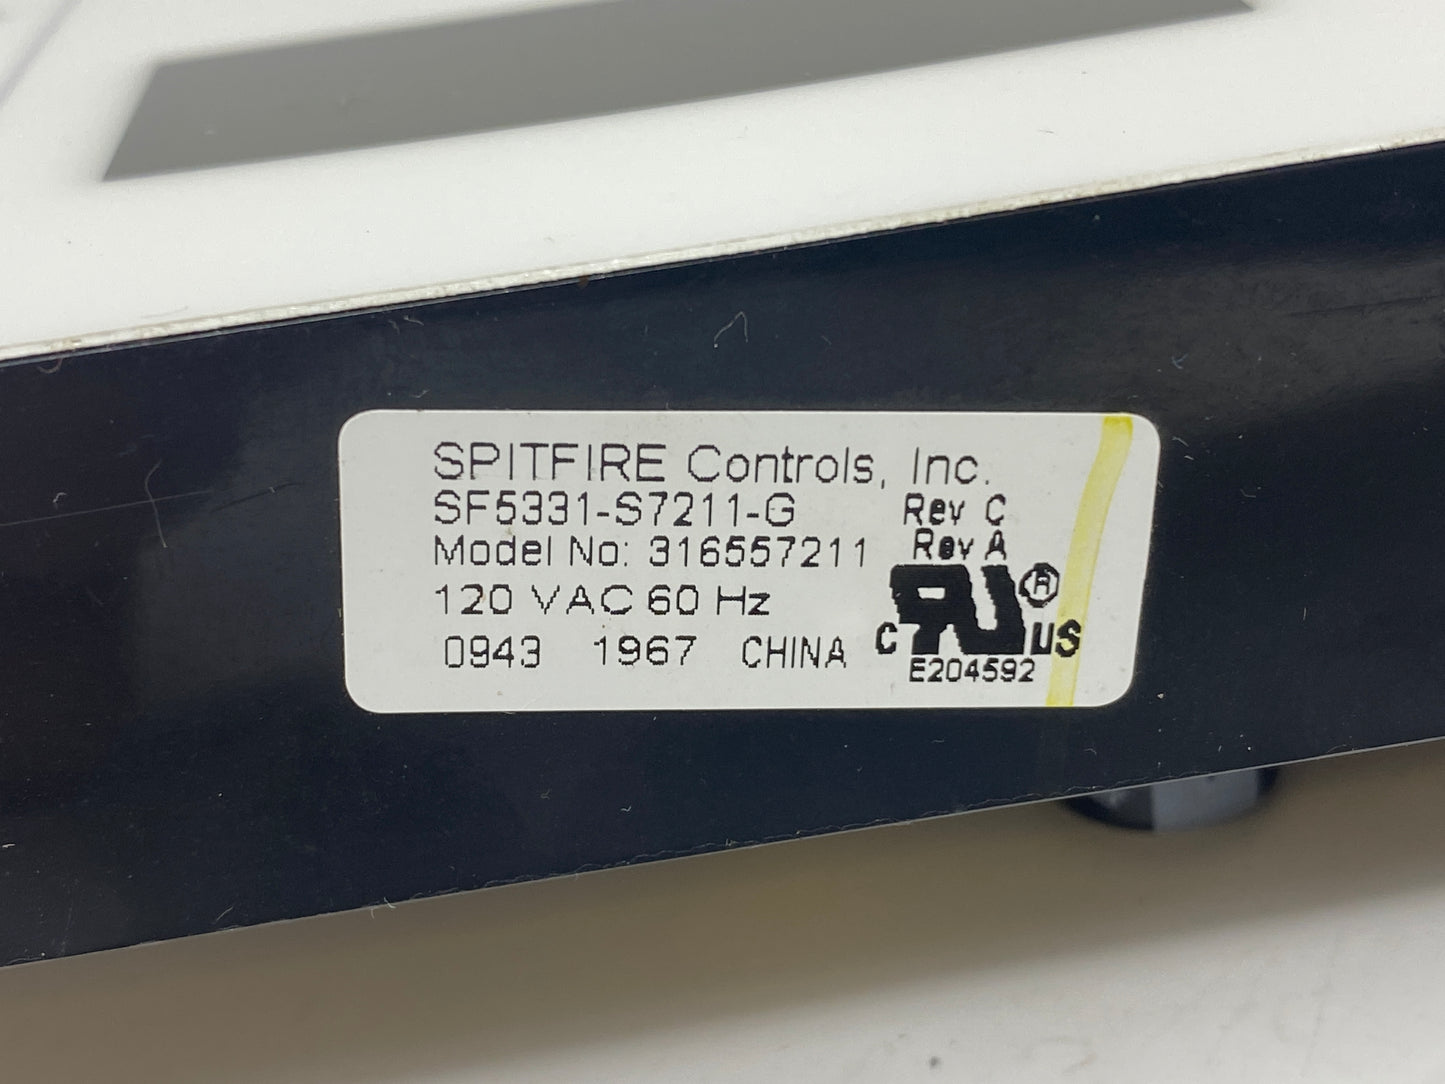 SPITFIRE Controls, Inc.
SF5331-S7211-G Rev C
Model No: 316557211 Rev A
120 VAC 60 Hz
0943 1967 CHINA
C RU ® US
E204592